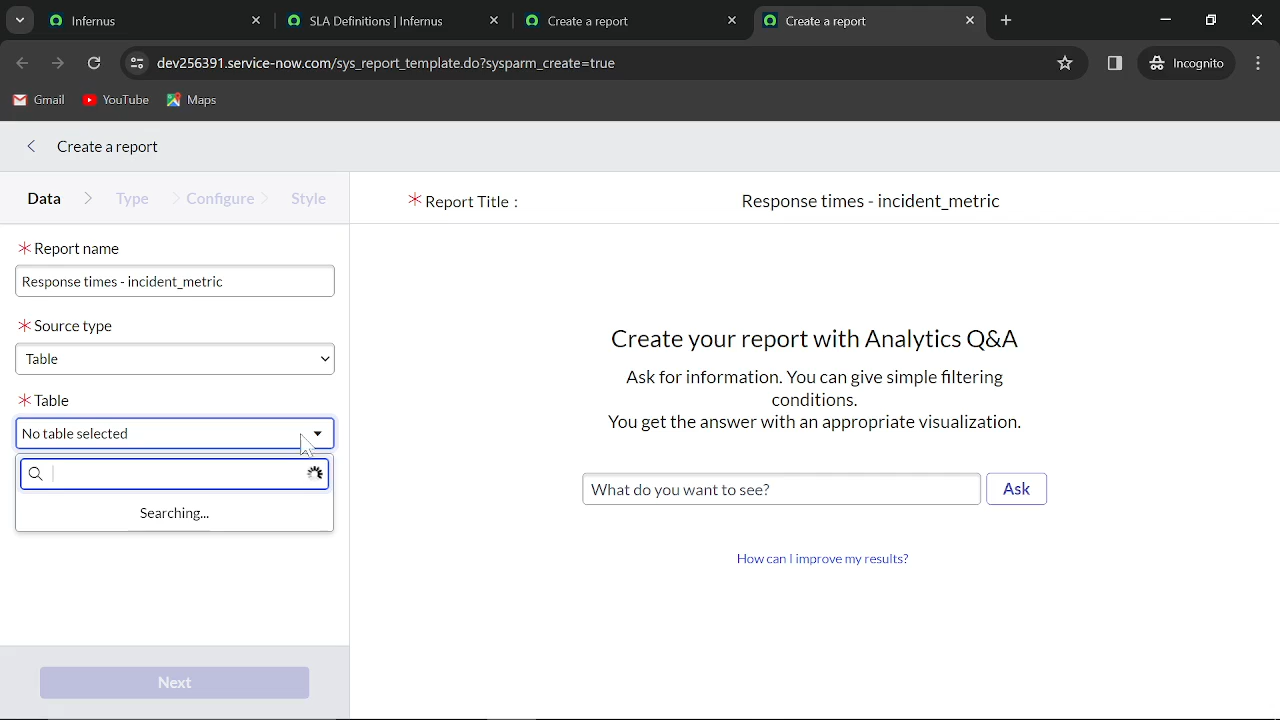 Infernus
SLA Definitions | Infernus
Create a report
Create a report
dev256391.service-now.com/sys_report_template.do?sysparm_create=true
Incognito
Gmail
YouTube
Maps
Create a report
Data
Type
Configure
Style
* Report Title :
Response times - incident_metric
* Report name
Response times - incident_metric
* Source type
Table
* Table
No table selected
Searching...
Next
Create your report with Analytics Q&A
Ask for information. You can give simple filtering
conditions.
You get the answer with an appropriate visualization.
What do you want to see?
Ask
How can I improve my results?